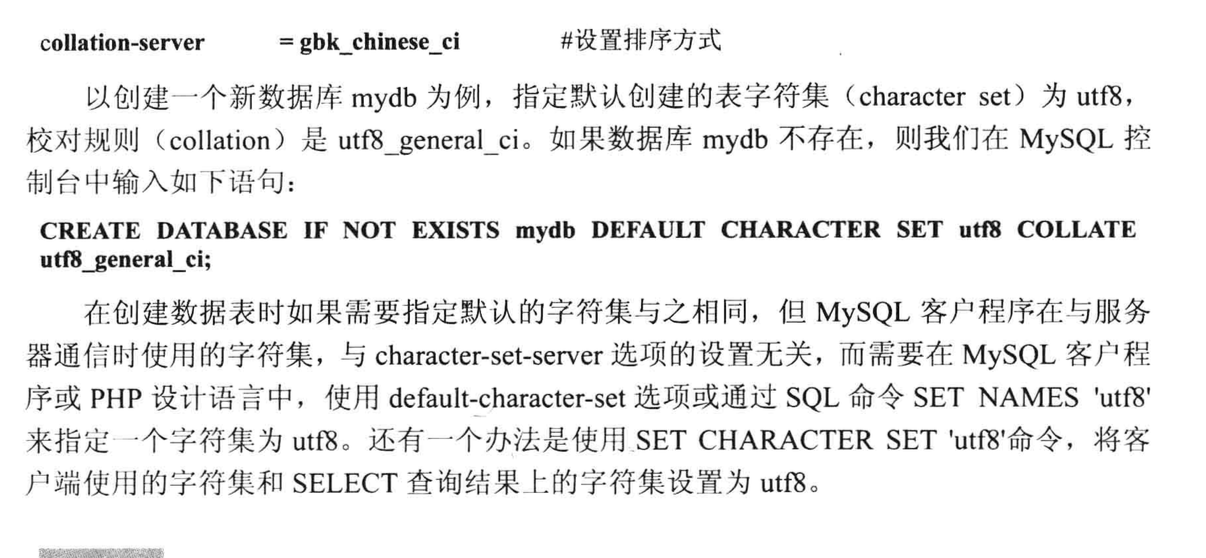 collation-server = gbk_chinese_ci #设置排序方式
以创建一个新数据库 mydb 为例，指定默认创建的表字符集（character set）为 utf8，
校对规则（collation）是 utf8_general_ci。如果数据库 mydb 不存在，则我们在 MySQL 控
制台中输入如下语句：
CREATE DATABASE IF NOT EXISTS mydb DEFAULT CHARACTER SET utf8 COLLATE
utf8_general_ci;
在创建数据表时如果需要指定默认的字符集与之相同，但 MySQL 客户程序在与服务
器通信时使用的字符集，与 character-set-server 选项的设置无关，而需要在 MySQL 客户程
序或 PHP 设计语言中，使用 default-character-set 选项或通过 SQL 命令 SET NAMES 'utf8'
来指定一个字符集为 utf8。还有一个办法是使用 SET CHARACTER SET 'utf8'命令，将客
户端使用的字符集和 SELECT 查询结果上的字符集设置为 utf8。